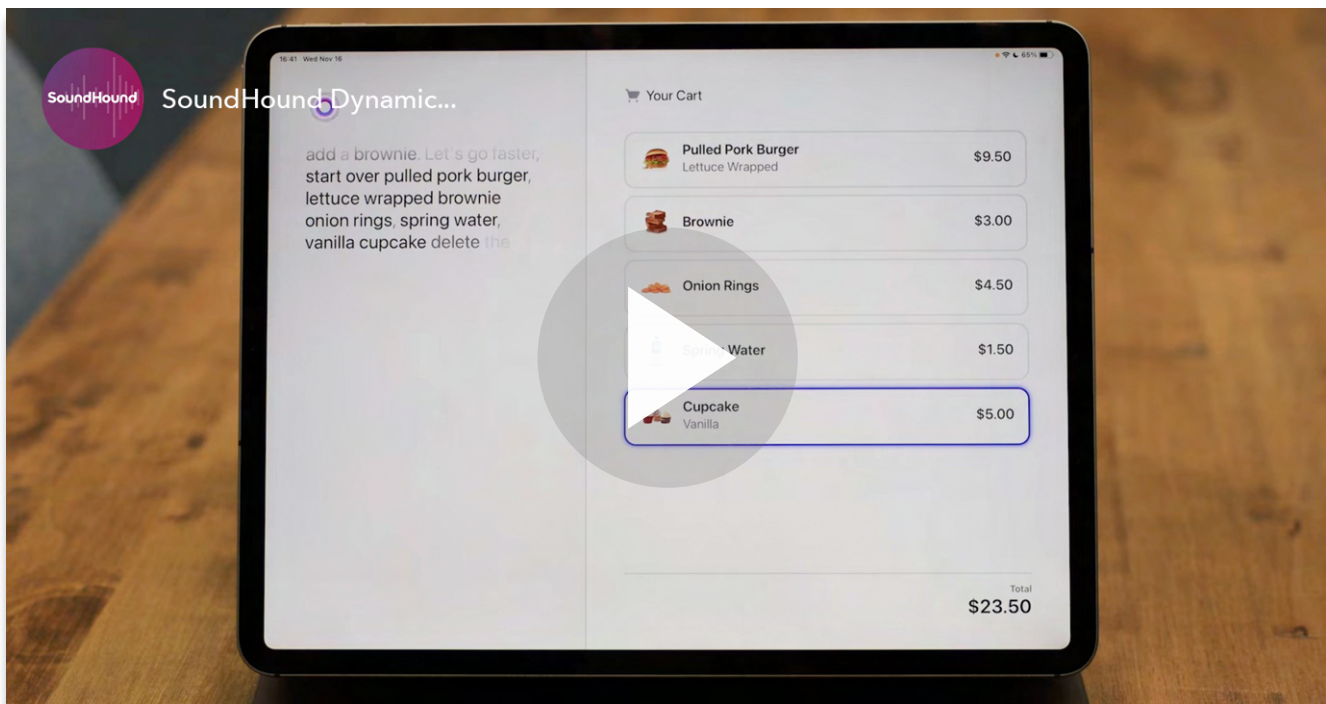 16:41 Wed Nov 16
65%
SoundHound
SoundHound Dynamic...
add a brownie. Let's go faster,
start over pulled pork burger,
lettuce wrapped brownie
onion rings, spring water,
vanilla cupcake delete the
Your Cart
Pulled Pork Burger
Lettuce Wrapped
$9.50
Brownie
$3.00
Onion Rings
$4.50
Spring Water
$1.50
Cupcake
Vanilla
$5.00
Total
$23.50